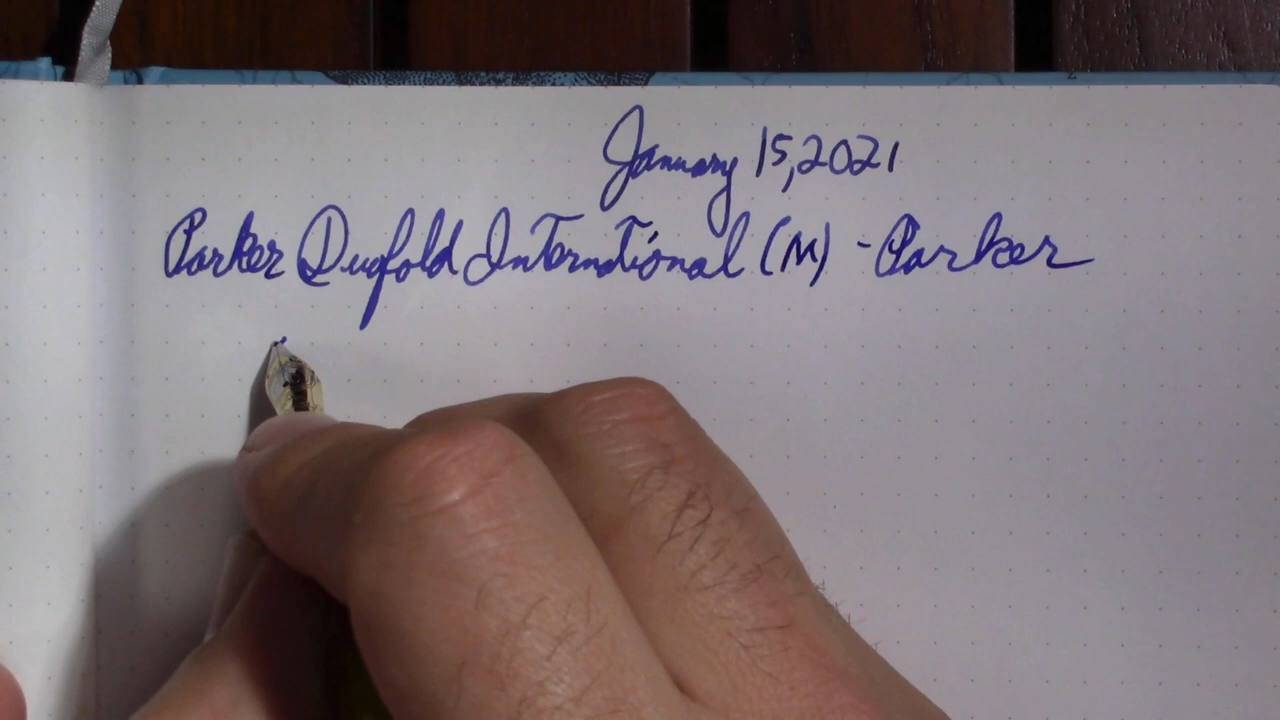 January 15, 2021
Parker Duofold International (M) - Parker